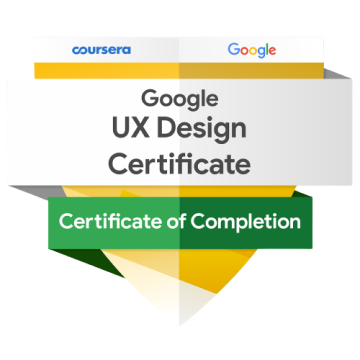 coursera Google
Google
UX Design
Certificate
Certificate of Completion